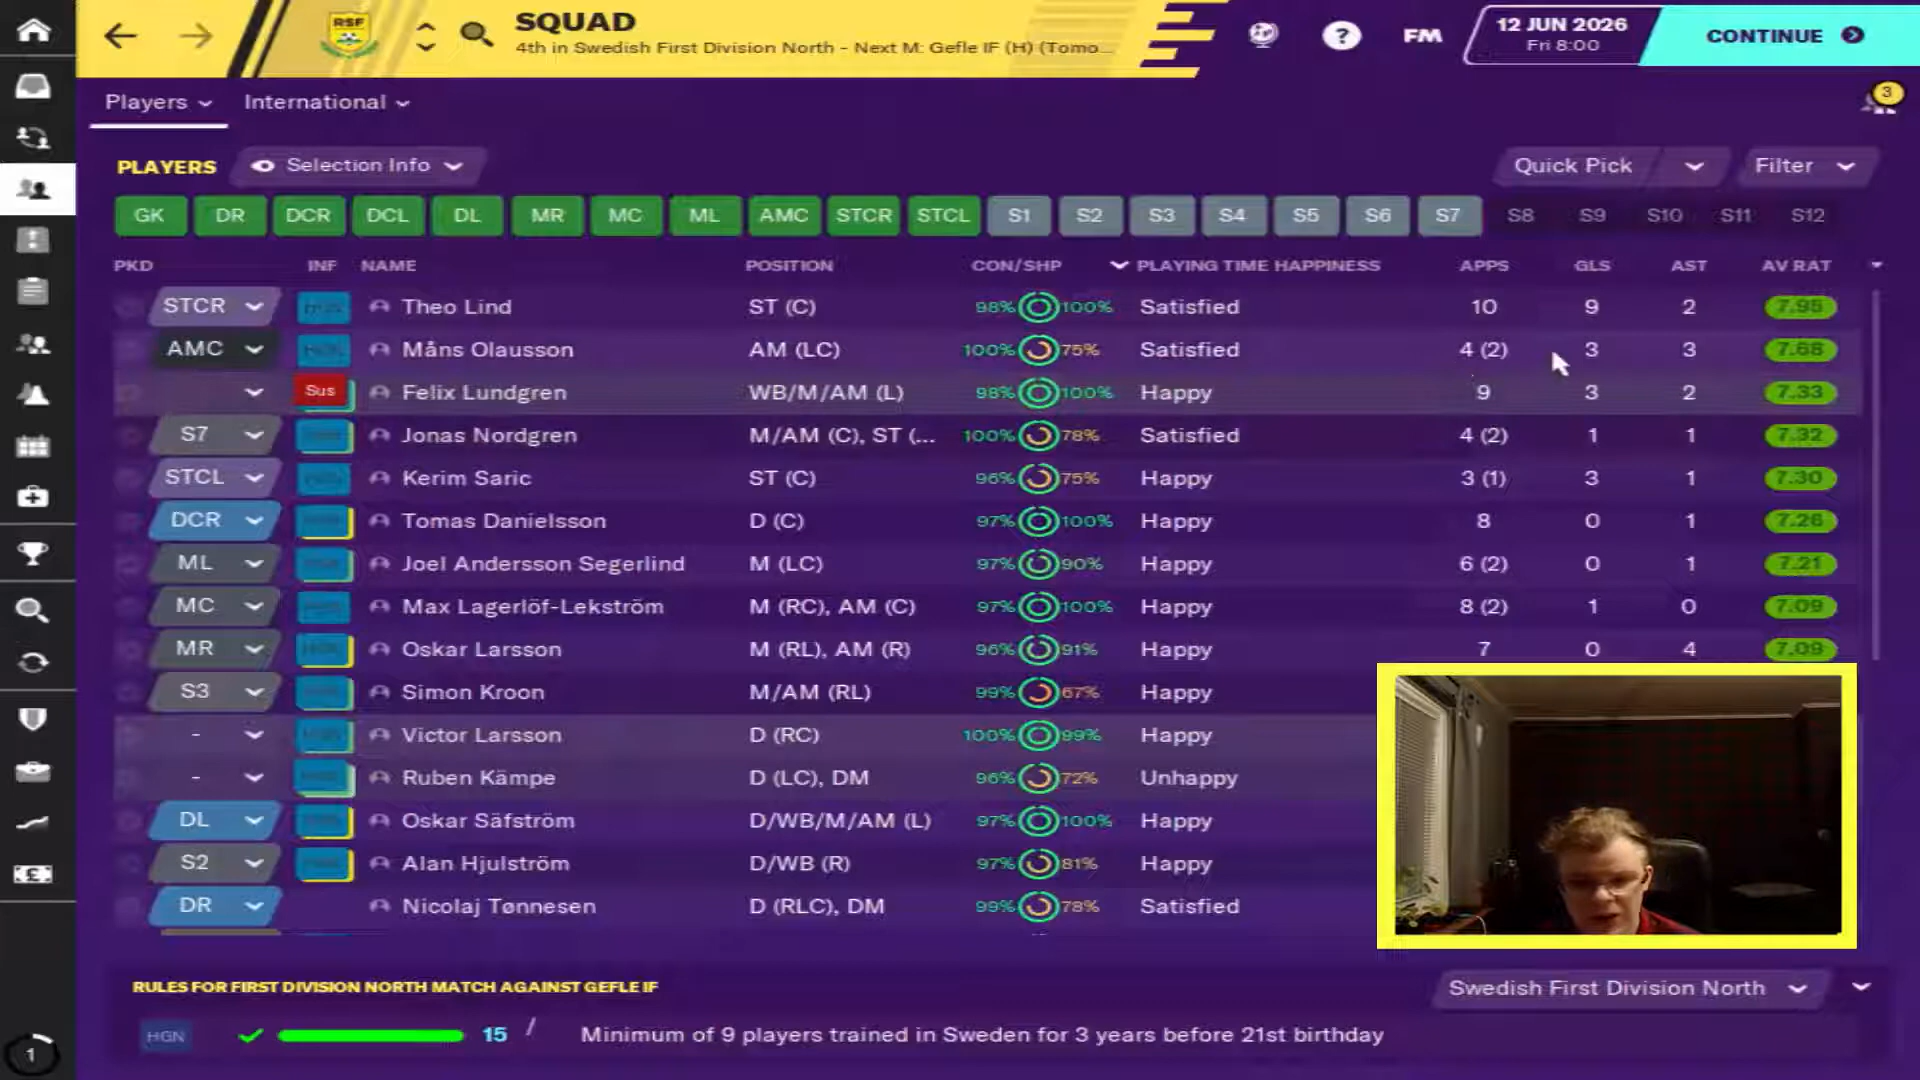 RSF
SQUAD
4th in Swedish First Division North - Next M: Gefle IF (H) (Tomo...
FM
12 JUN 2026
Fri 8:00
CONTINUE
Players
International
3
PLAYERS
Selection Info
Quick Pick
Filter
GK DR DCR DCL DL MR MC ML AMC STCR STCL S1 S2 S3 S4 S5 S6 S7 S8 S9 S10 S11 S12
PKD INF NAME POSITION CON/SHP PLAYING TIME HAPPINESS APPS GLS AST AV RAT
STCR Theo Lind ST (C) 98% 100% Satisfied 10 9 2 7.95
AMC Måns Olausson AM (LC) 100% 75% Satisfied 4 (2) 3 3 7.68
Sus Felix Lundgren WB/M/AM (L) 98% 100% Happy 9 3 2 7.33
S7 Jonas Nordgren M/AM (C), ST (... 100% 78% Satisfied 4 (2) 1 1 7.32
STCL Kerim Saric ST (C) 96% 75% Happy 3 (1) 3 1 7.30
DCR Tomas Danielsson D (C) 97% 100% Happy 8 0 1 7.26
ML Joel Andersson Segerlind M (LC) 97% 90% Happy 6 (2) 0 1 7.21
MC Max Lagerlöf-Lekström M (RC), AM (C) 97% 100% Happy 8 (2) 1 0 7.09
MR Oskar Larsson M (RL), AM (R) 96% 91% Happy 7 0 4 7.09
S3 Simon Kroon M/AM (RL) 99% 67% Happy
- Victor Larsson D (RC) 100% 99% Happy
- Ruben Kämpe D (LC), DM 96% 72% Unhappy
DL Oskar Säfström D/WB/M/AM (L) 97% 100% Happy
S2 Alan Hjulström D/WB (R) 97% 81% Happy
DR Nicolaj Tønnesen D (RLC), DM 99% 78% Satisfied
RULES FOR FIRST DIVISION NORTH MATCH AGAINST GEFLE IF
Swedish First Division North
HGN 15 / Minimum of 9 players trained in Sweden for 3 years before 21st birthday
1